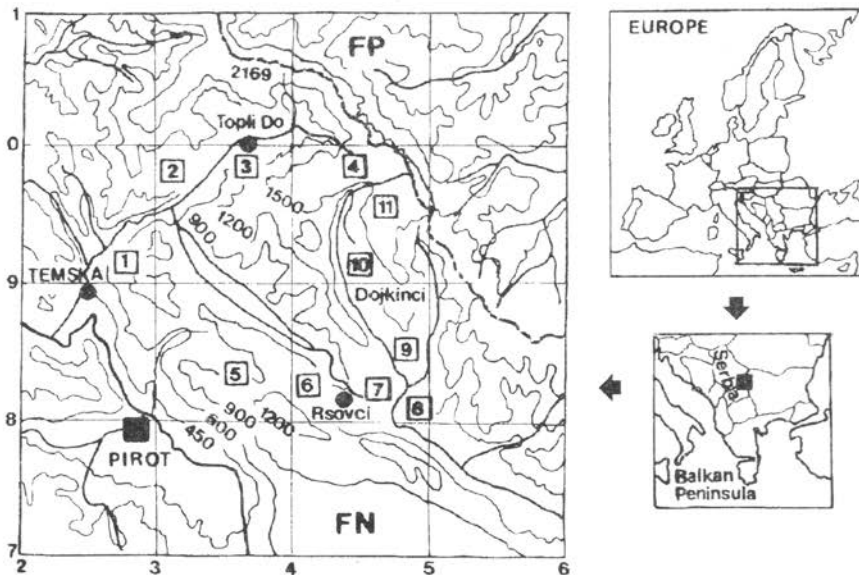 1
FP
2169
Topli Do
0
2
3
4
1500
11
900
1200
1
10
TEMSKA
9
Dojkinci
9
5
6
7
Rsovci
8
8
1200
900
600
450
PIROT
FN
7
2
3
4
5
6
EUROPE
Serbia
Balkan
Peninsula